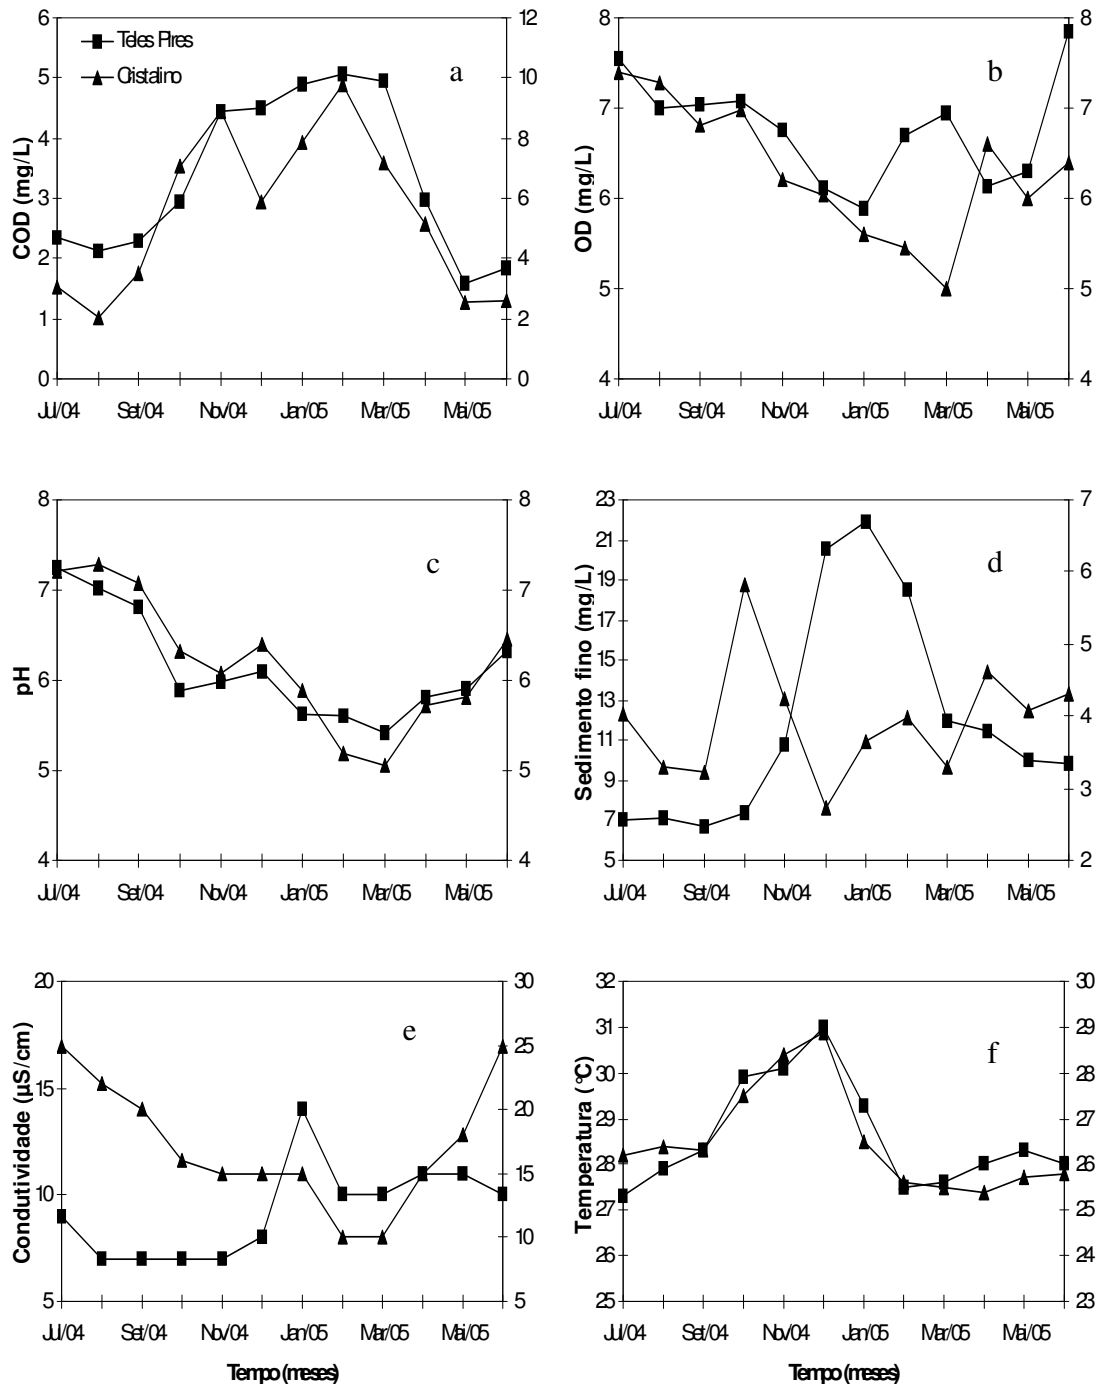 6 12 8 8
Teles PIres
Cristalino
a b
5 10 7 7
4 8
3 6 6 6
2 4 5 5
1 2
0 0 4 4
COD (mg/L)
OD (mg/L)
Jul/04 Set/04 Nov/04 Jan/05 Mar/05 Mai/05
Jul/04 Set/04 Nov/04 Jan/05 Mar/05 Mai/05
8 8 23 7
c d
7 7 21 6
19
17 5
6 6 15
13 4
11
5 5 9 3
7
4 4 5 2
pH
Sedimento fino (mg/L)
Jul/04 Set/04 Nov/04 Jan/05 Mar/05 Mai/05
Jul/04 Set/04 Nov/04 Jan/05 Mar/05 Mai/05
20 30 32 30
e f
25 31 29
15 30 28
20 29 27
15 28 26
10 27 25
10 26 24
5 5 25 23
Condutividade (µS/cm)
Temperatura (°C)
Jul/04 Set/04 Nov/04 Jan/05 Mar/05 Mai/05
Jul/04 Set/04 Nov/04 Jan/05 Mar/05 Mai/05
Tempo (meses) Tempo (meses)